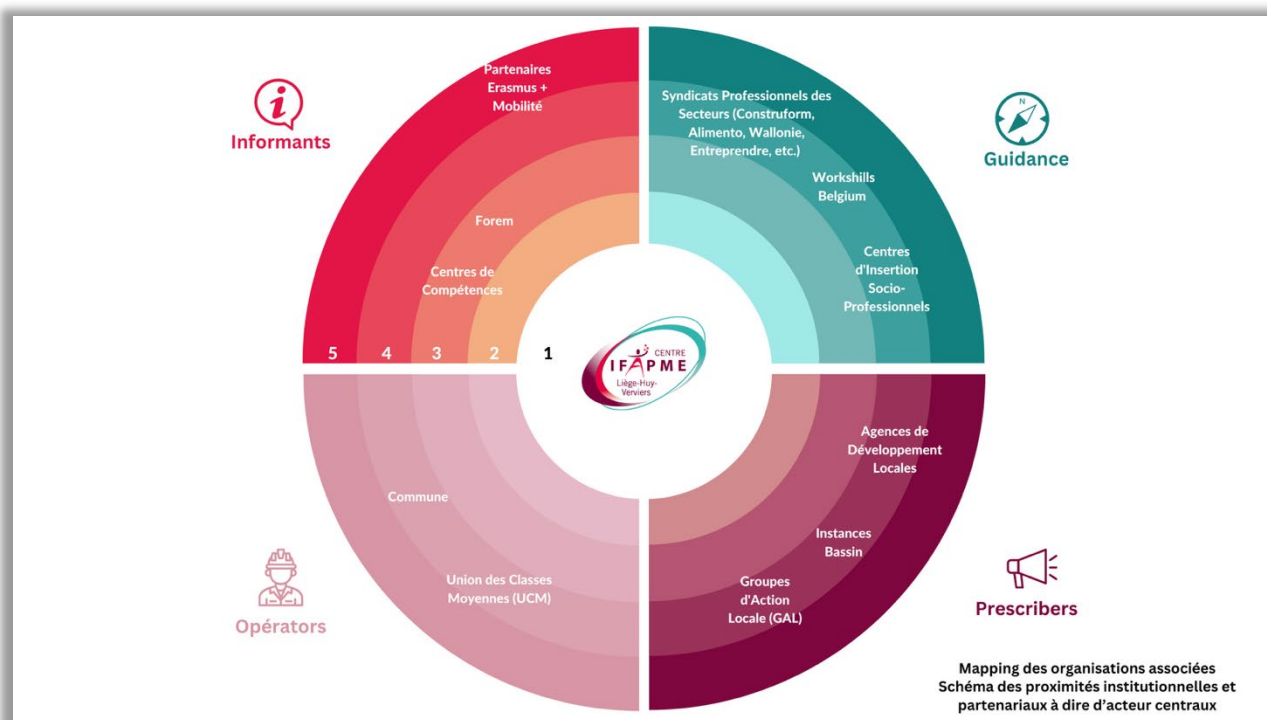 Informants
Partenaires
Erasmus +
Mobilité
Forem
Centres de
Compétences
5 4 3 2 1
Syndicats Professionnels des
Secteurs (Construform,
Alimento, Wallonie,
Entreprendre, etc.)
Workshills
Belgium
Centres
d'Insertion
Socio-
Professionnels
N
Guidance
CENTRE
IFAPME
Liège-Huy-
Verviers
Commune
Union des Classes
Moyennes (UCM)
Opérators
Agences de
Développement
Locales
Instances
Bassin
Groupes
d'Action
Locale (GAL)
Prescribers
Mapping des organisations associées
Schéma des proximités institutionnelles et
partenariaux à dire d'acteur centraux